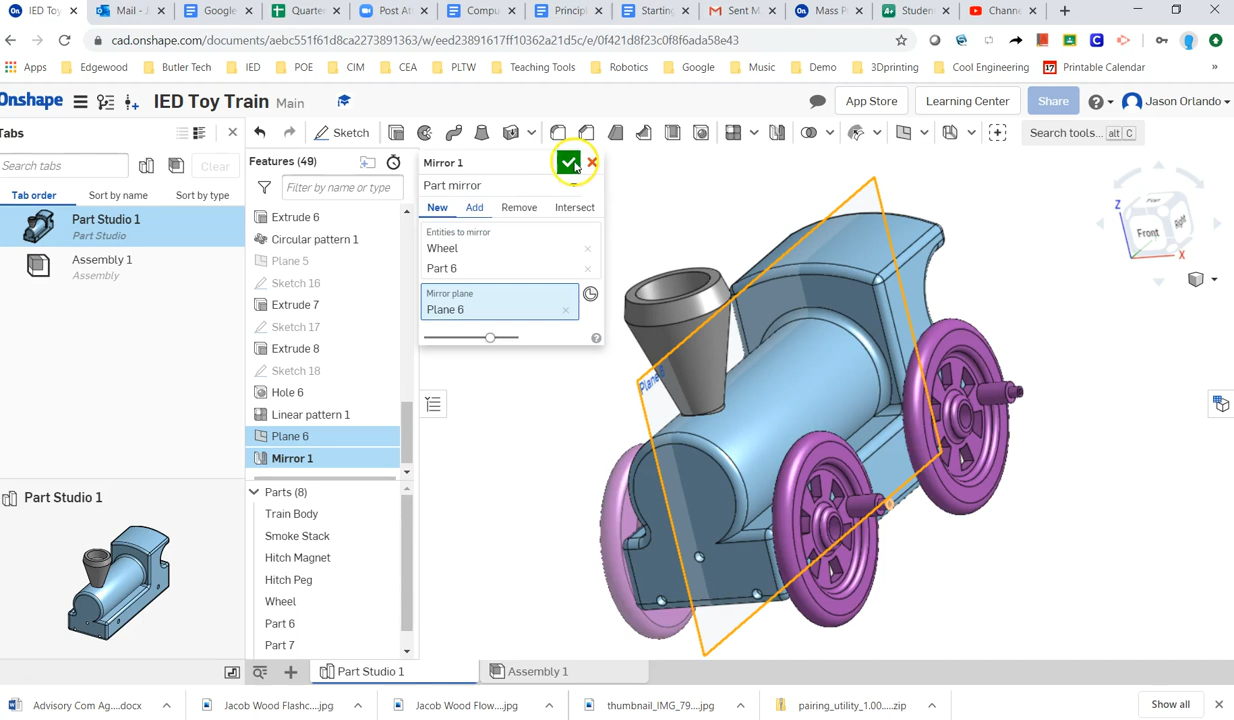 IED Toy
Mail -
Google
Quarte
Post Att
Compu
Princip
Starting
Sent M
Mass P
Student
Channe
cad.onshape.com/documents/aebc551f61d8ca2273891363/w/eed23891617ff10362a21d5c/e/0f421d8f23c0f8f6ada58e43
Apps Edgewood Butler Tech IED POE CIM CEA PLTW Teaching Tools Robotics Google Music Demo 3Dprinting Cool Engineering 17 Printable Calendar »
Onshape IED Toy Train Main App Store Learning Center Share Jason Orlando
Tabs
Sketch
Search tools... alt C
Search tabs Clear
Tab order Sort by name Sort by type
Part Studio 1
Part Studio
Assembly 1
Assembly
Features (49)
Filter by name or type
Extrude 6
Circular pattern 1
Plane 5
Sketch 16
Extrude 7
Sketch 17
Extrude 8
Sketch 18
Hole 6
Linear pattern 1
Plane 6
Mirror 1
Parts (8)
Train Body
Smoke Stack
Hitch Magnet
Hitch Peg
Wheel
Part 6
Part 7
Mirror 1
Part mirror
New Add Remove Intersect
Entities to mirror
Wheel
Part 6
Mirror plane
Plane 6
Plane 6
Z
Front
Right
X
Part Studio 1
Part Studio 1 Assembly 1
Advisory Com Ag....docx Jacob Wood Flashc....jpg Jacob Wood Flow....jpg thumbnail_IMG_79....jpg pairing_utility_1.00....zip Show all